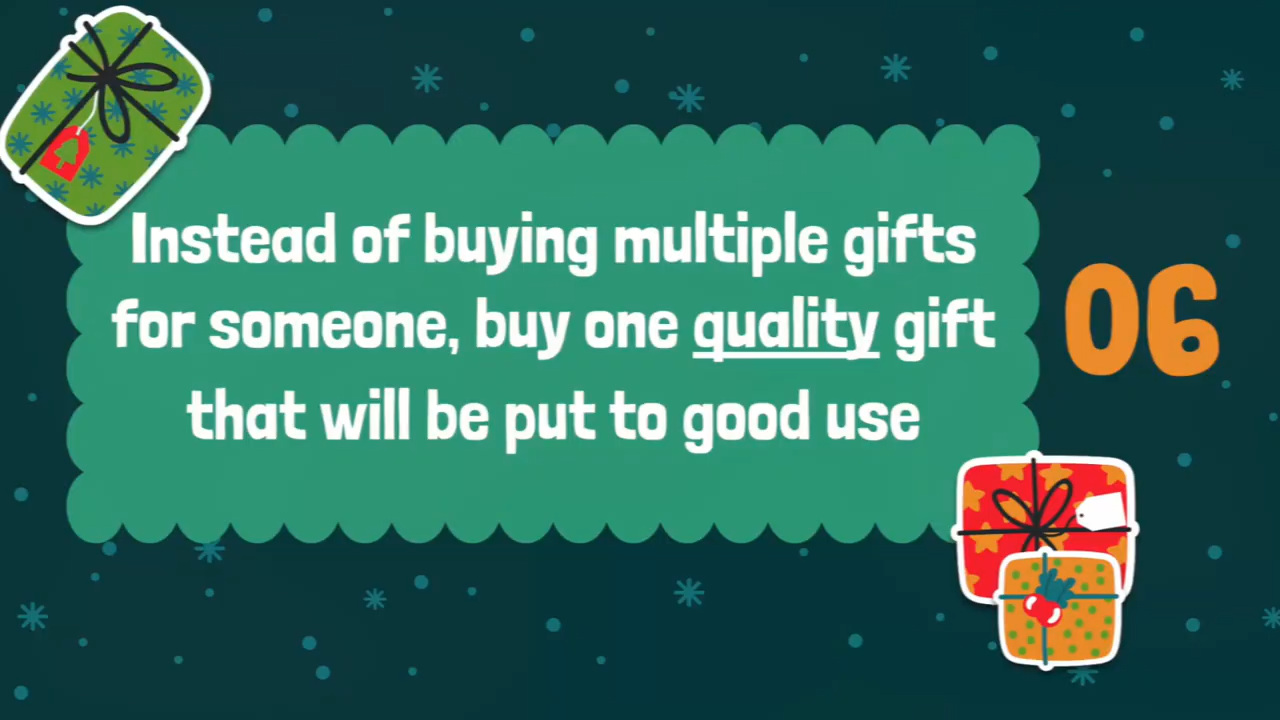 Instead of buying multiple gifts
for someone, buy one quality gift
that will be put to good use
06